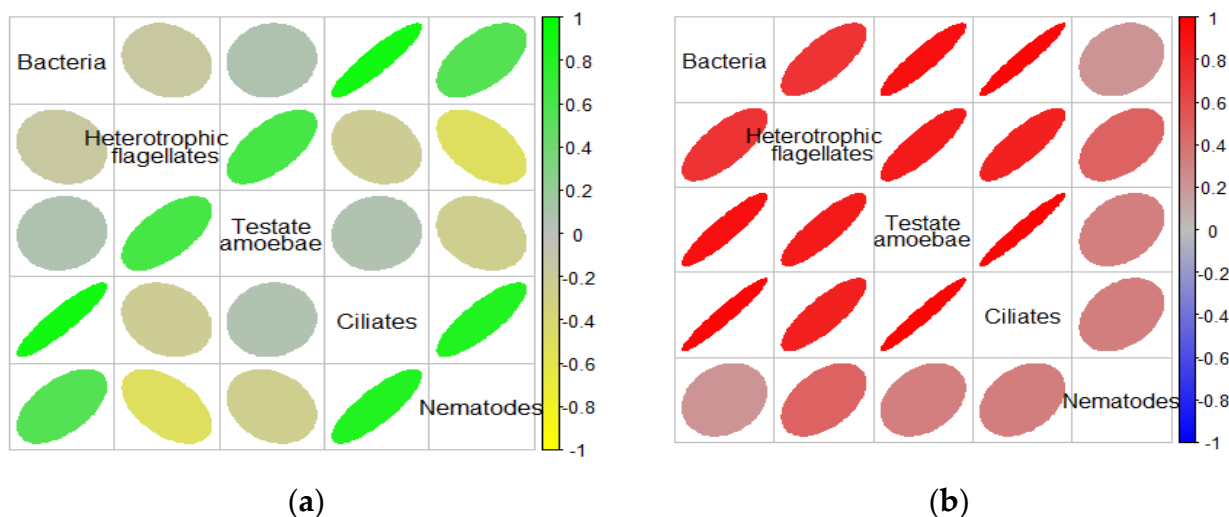 Bacteria
Heterotrophic
flagellates
Testate
amoebae
Ciliates
Nematodes
1
0.8
0.6
0.4
0.2
0
-0.2
-0.4
-0.6
-0.8
-1
(a)
Bacteria
Heterotrophic
flagellates
Testate
amoebae
Ciliates
Nematodes
1
0.8
0.6
0.4
0.2
0
-0.2
-0.4
-0.6
-0.8
-1
(b)